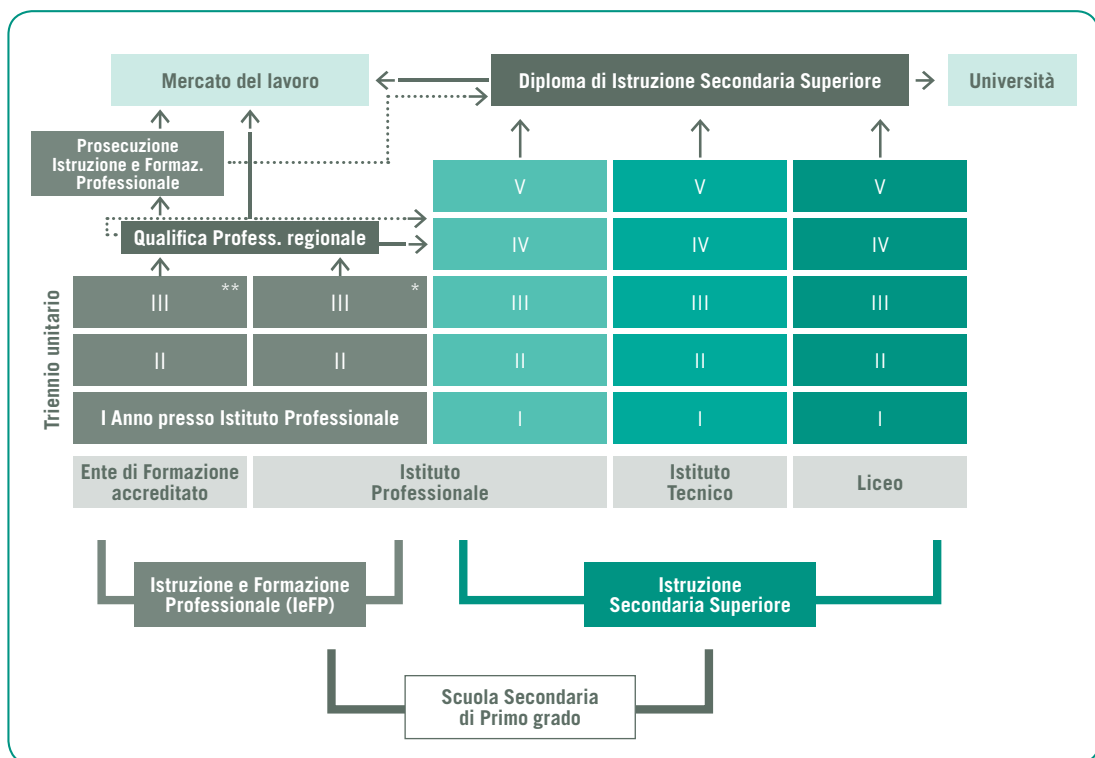 Mercato del lavoro
Diploma di Istruzione Secondaria Superiore
Università
Prosecuzione
Istruzione e Formaz.
Professionale
Qualifica Profess. regionale
V
V
V
IV
IV
IV
Triennio unitario
III **
III *
III
III
III
II
II
II
II
II
I Anno presso Istituto Professionale
I
I
I
Ente di Formazione
accreditato
Istituto
Professionale
Istituto
Tecnico
Liceo
Istruzione e Formazione
Professionale (IeFP)
Istruzione
Secondaria Superiore
Scuola Secondaria
di Primo grado